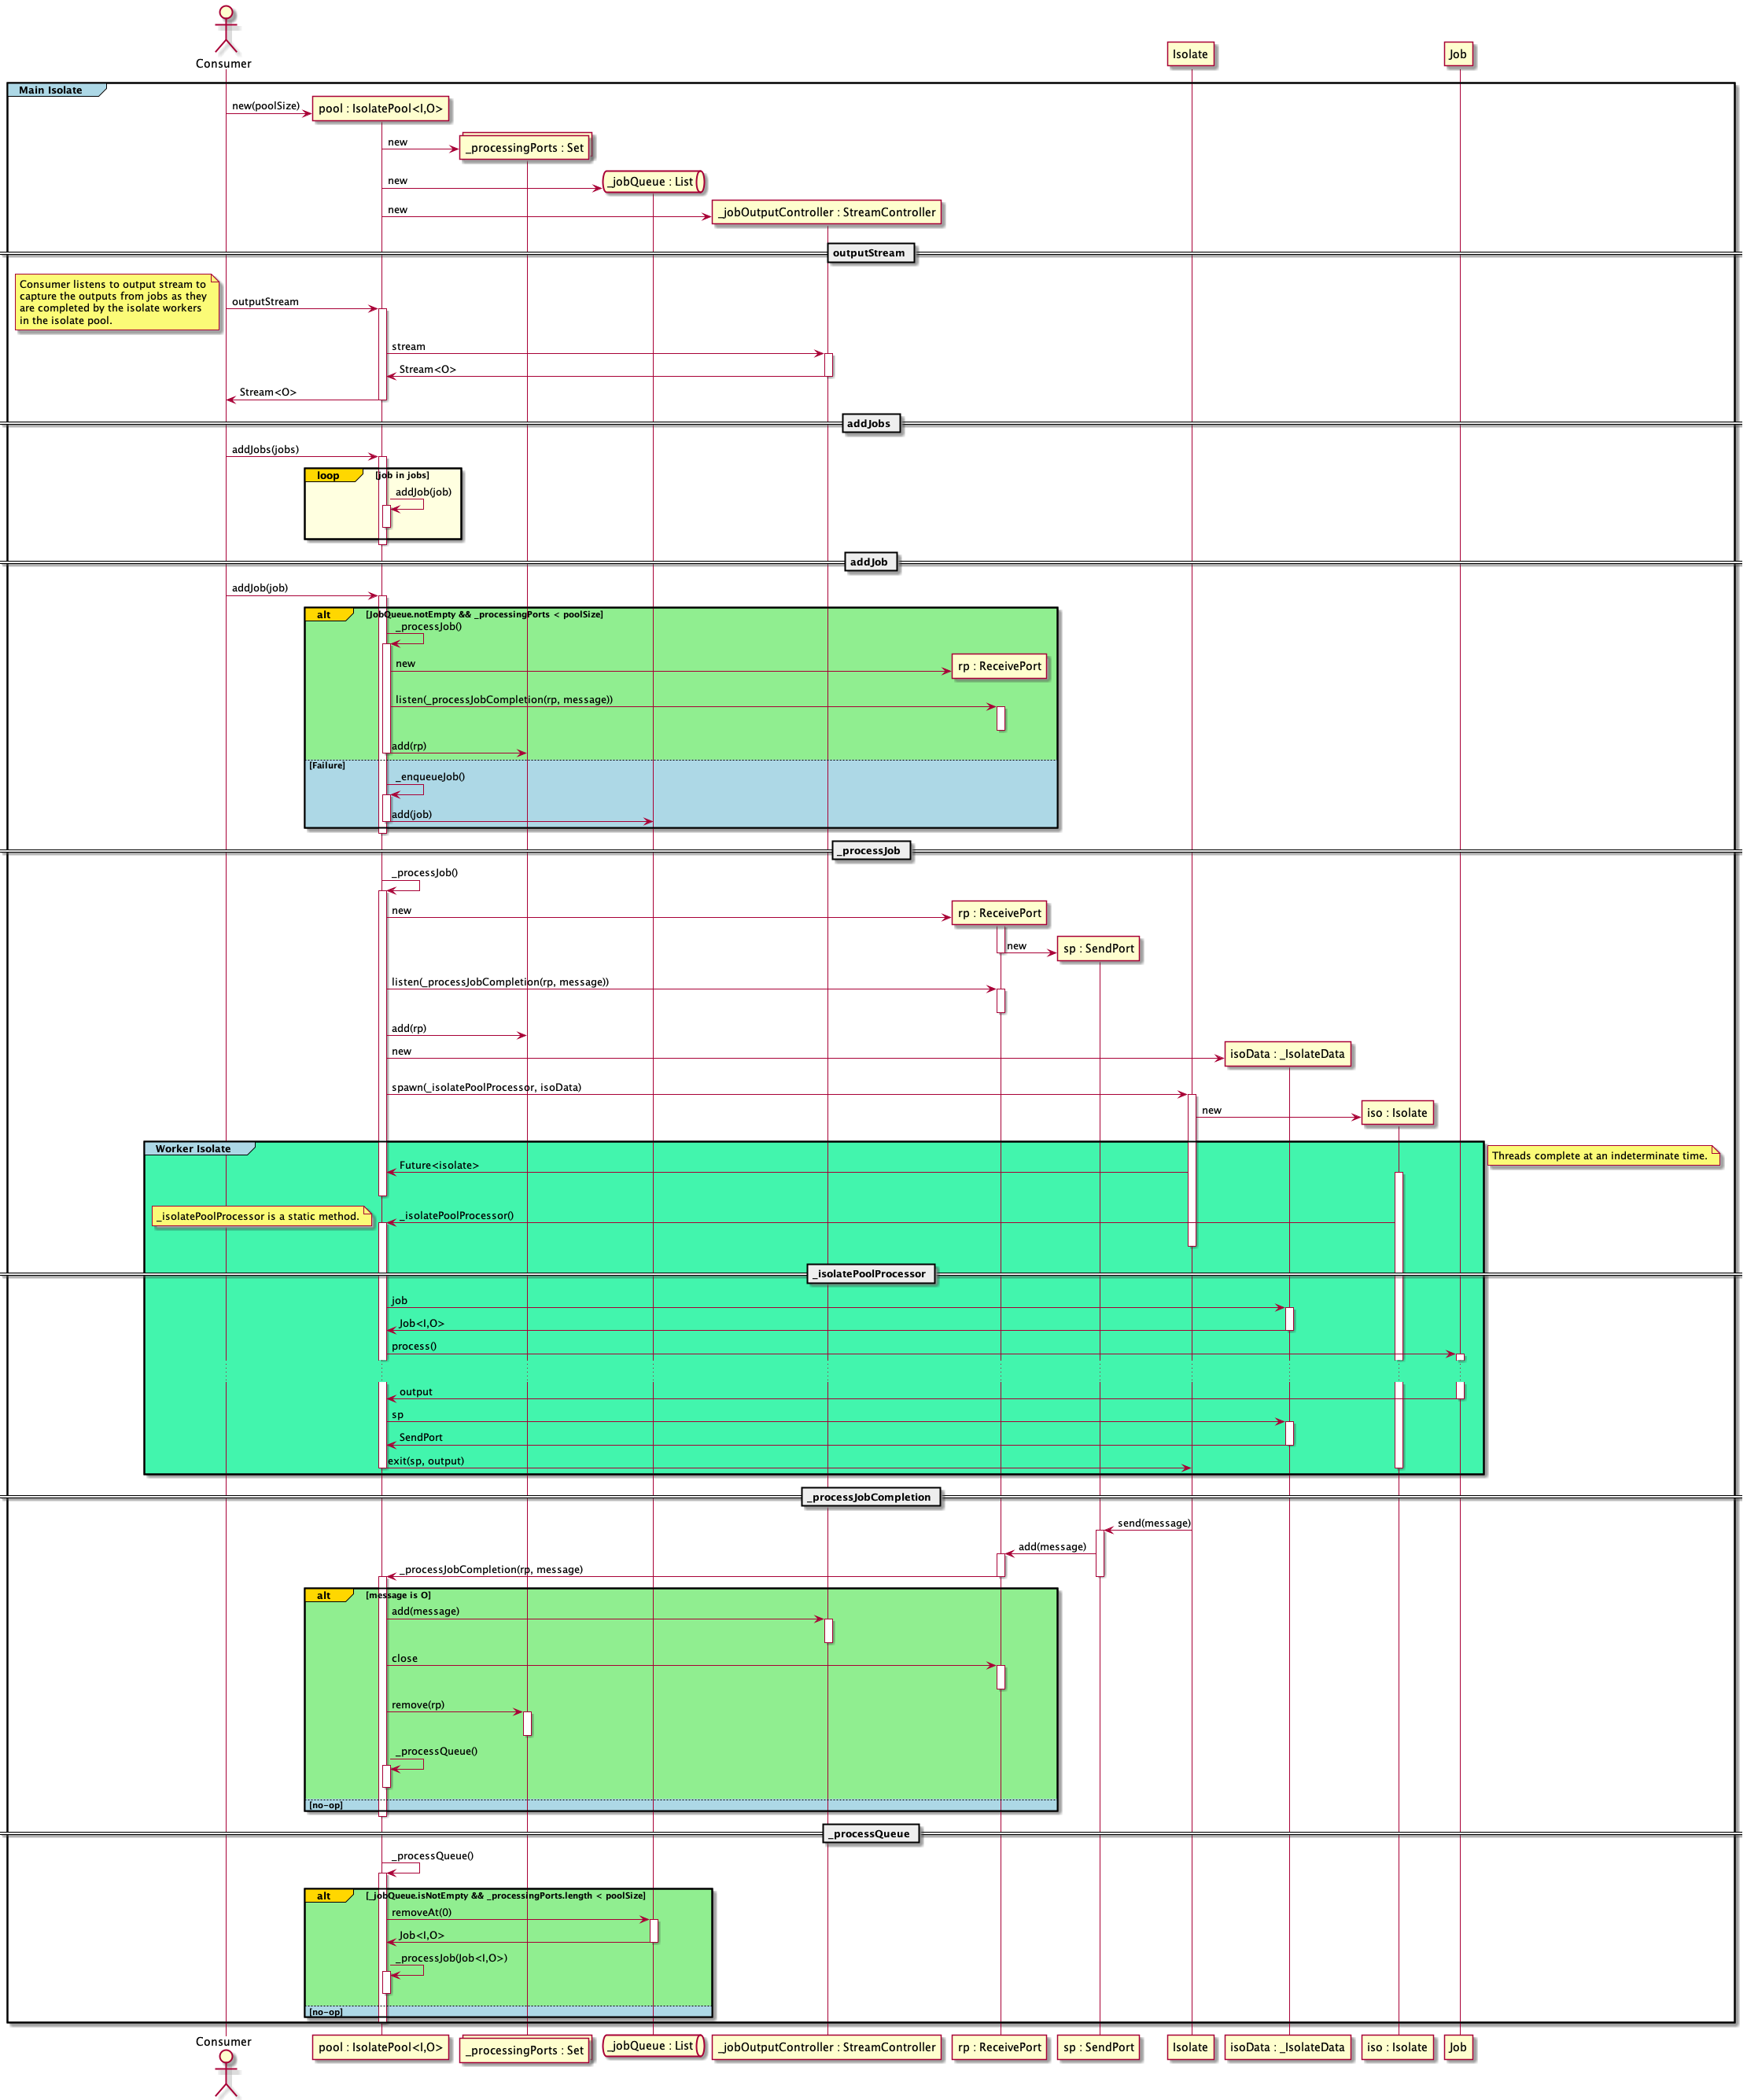 Consumer
Isolate
Job
Main Isolate
new(poolSize)
pool : IsolatePool<I,O>
new
_processingPorts : Set
new
_jobQueue : List
new
_jobOutputController : StreamController
outputStream
Consumer listens to output stream to
capture the outputs from jobs as they
are completed by the isolate workers
in the isolate pool.
outputStream
stream
Stream<O>
Stream<O>
addJobs
addJobs(jobs)
loop
[job in jobs]
addJob(job)
addJob
addJob(job)
alt
[JobQueue.notEmpty && _processingPorts < poolSize]
_processJob()
new
rp : ReceivePort
listen(_processJobCompletion(rp, message))
add(rp)
[Failure]
_enqueueJob()
add(job)
_processJob
_processJob()
new
rp : ReceivePort
new
sp : SendPort
listen(_processJobCompletion(rp, message))
add(rp)
new
isoData : _IsolateData
spawn(_isolatePoolProcessor, isoData)
new
iso : Isolate
Worker Isolate
Threads complete at an indeterminate time.
Future<isolate>
_isolatePoolProcessor is a static method.
_isolatePoolProcessor()
_isolatePoolProcessor
job
Job<I,O>
process()
output
sp
SendPort
exit(sp, output)
_processJobCompletion
send(message)
add(message)
_processJobCompletion(rp, message)
alt
[message is O]
add(message)
close
remove(rp)
_processQueue()
[no-op]
_processQueue
_processQueue()
alt
[_jobQueue.isNotEmpty && _processingPorts.length < poolSize]
removeAt(0)
Job<I,O>
_processJob(Job<I,O>)
[no-op]
Consumer
pool : IsolatePool<I,O>
_processingPorts : Set
_jobQueue : List
_jobOutputController : StreamController
rp : ReceivePort
sp : SendPort
Isolate
isoData : _IsolateData
iso : Isolate
Job